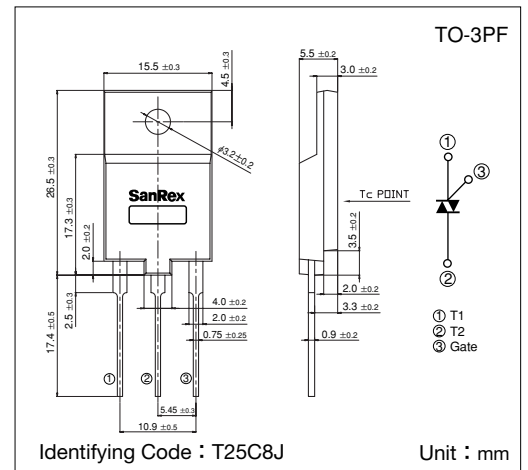 TO-3PF
5.5 ±0.2
15.5 ±0.3
4.5 ±0.3
3.0 ±0.2
φ3.2±0.2
26.5 ±0.3
17.3 ±0.3
SanRex
Tc POINT
2.0 ±0.2
3.5 ±0.2
17.4 ±0.5
2.5 ±0.3
4.0 ±0.2
2.0 ±0.2
0.75 ±0.25
2.0 ±0.2
3.3 ±0.2
0.9 ±0.2
① ② ③
5.45 ±0.3
10.9 ±0.5
①
③
②
① T1
② T2
③ Gate
Identifying Code：T25C8J
Unit：mm